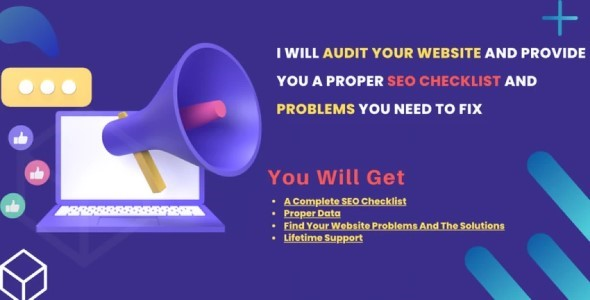 I WILL AUDIT YOUR WEBSITE AND PROVIDE
YOU A PROPER SEO CHECKLIST AND
PROBLEMS YOU NEED TO FIX
You Will Get
A Complete SEO Checklist
Proper Data
Find Your Website Problems And The Solutions
Lifetime Support